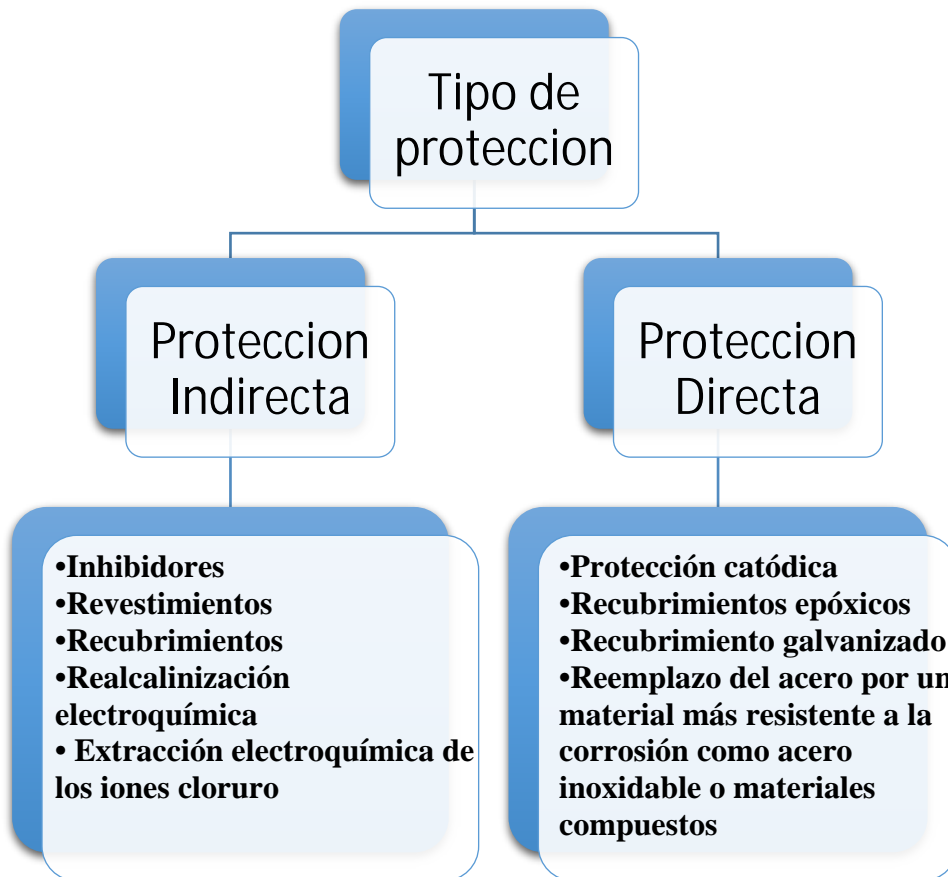 Tipo de
proteccion
Proteccion
Indirecta
Proteccion
Directa
•Inhibidores
•Revestimientos
•Recubrimientos
•Realcalinización
electroquímica
• Extracción electroquímica de
los iones cloruro
•Protección catódica
•Recubrimientos epóxicos
•Recubrimiento galvanizado
•Reemplazo del acero por un
material más resistente a la
corrosión como acero
inoxidable o materiales
compuestos